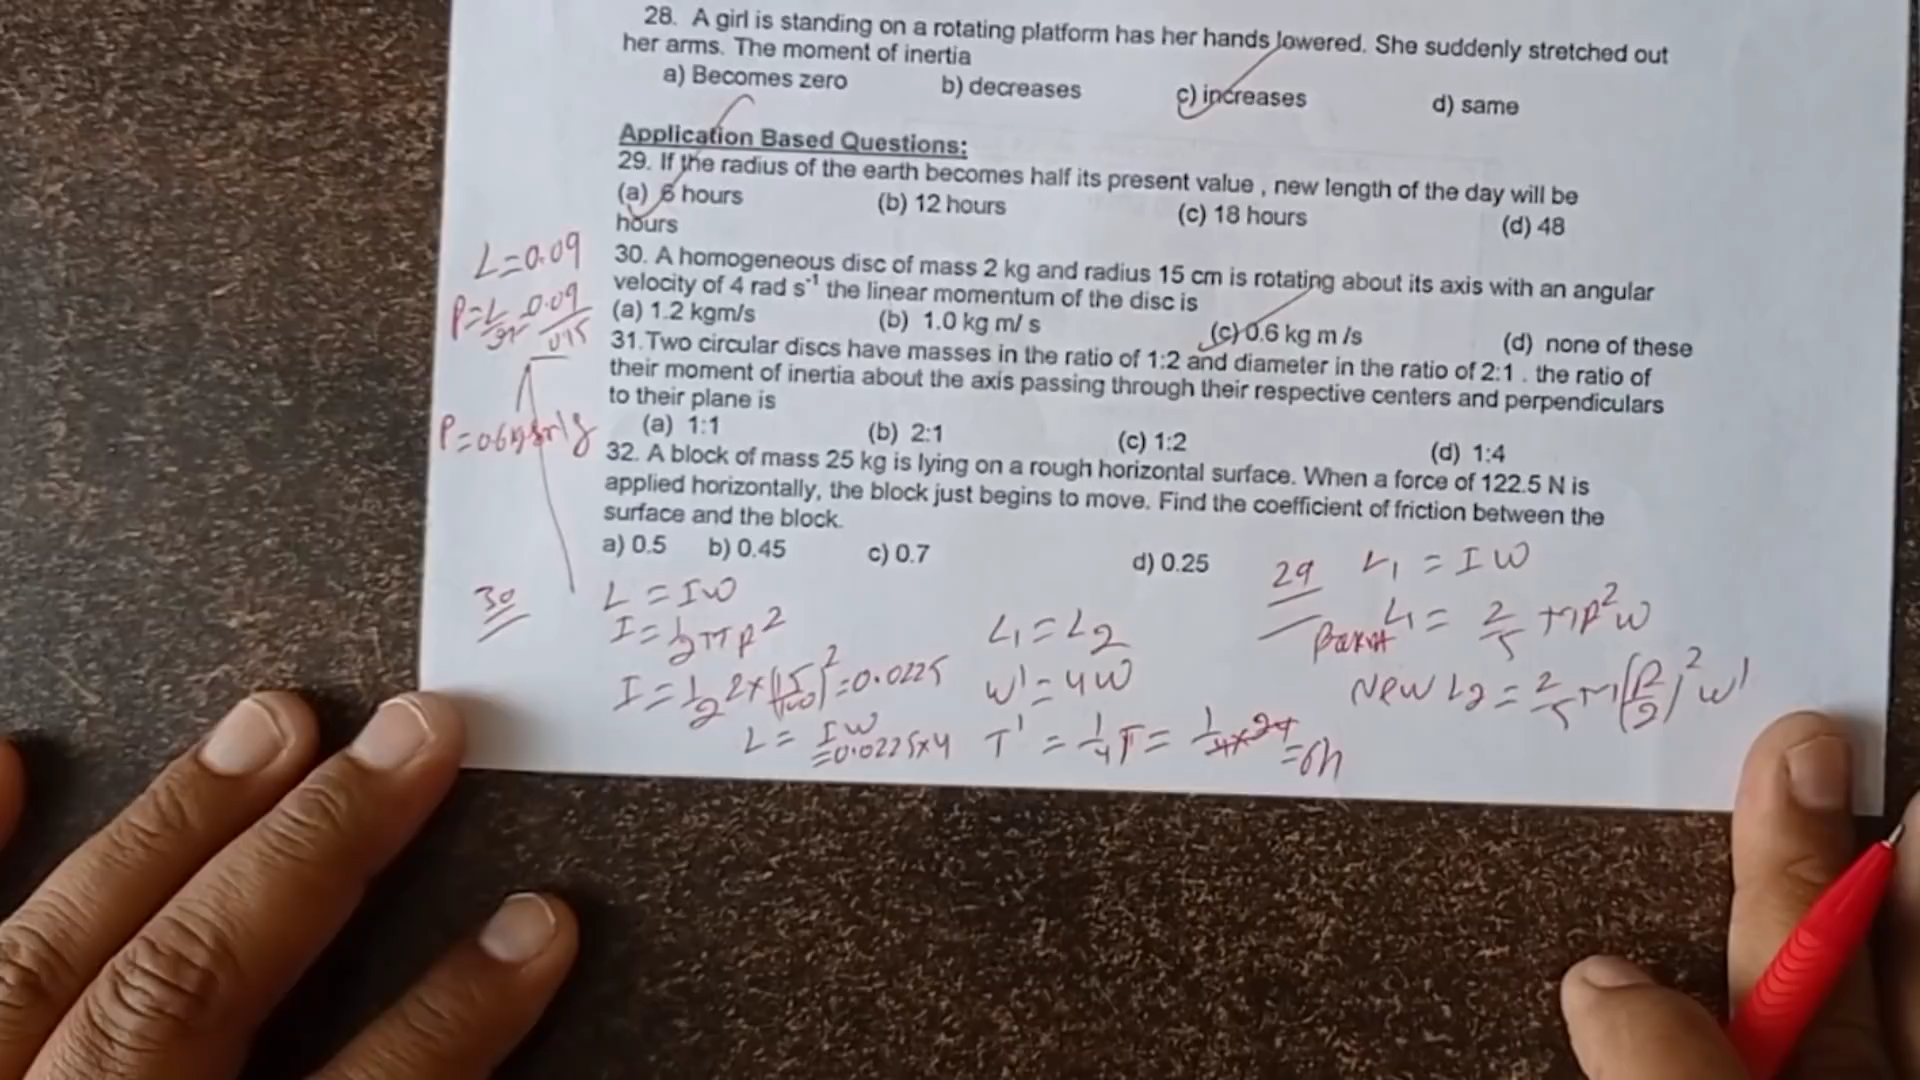 28. A girl is standing on a rotating platform has her hands lowered. She suddenly stretched out
her arms. The moment of inertia
a) Becomes zero b) decreases c) increases d) same
Application Based Questions:
29. If the radius of the earth becomes half its present value , new length of the day will be
(a) 6 hours (b) 12 hours (c) 18 hours (d) 48
hours
30. A homogeneous disc of mass 2 kg and radius 15 cm is rotating about its axis with an angular
velocity of 4 rad s⁻¹ the linear momentum of the disc is
(a) 1.2 kgm/s (b) 1.0 kg m/ s (c) 0.6 kg m /s (d) none of these
31.Two circular discs have masses in the ratio of 1:2 and diameter in the ratio of 2:1 . the ratio of
their moment of inertia about the axis passing through their respective centers and perpendiculars
to their plane is
(a) 1:1 (b) 2:1 (c) 1:2 (d) 1:4
32. A block of mass 25 kg is lying on a rough horizontal surface. When a force of 122.5 N is
applied horizontally, the block just begins to move. Find the coefficient of friction between the
surface and the block.
a) 0.5 b) 0.45 c) 0.7 d) 0.25
L=0.09
P=L/r=0.09/0.15
30
L = Iω
I = 1/2 mR²
I = 1/2 2×(15/100)²=0.0225
L = Iω
=0.0225×4
L₁ = L₂
ω' = 4ω
T' = 1/4 T = 1/4×24
=6h
29 L₁ = Iω
L₁ = 2/5 MR²ω
New L₂ = 2/5 M(R/2)²ω'